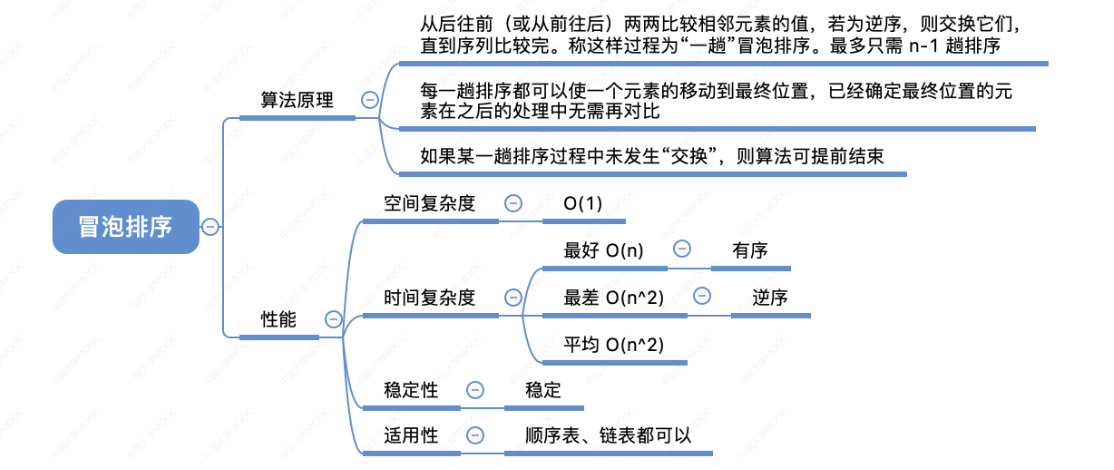 从后往前（或从前往后）两两比较相邻元素的值，若为逆序，则交换它们，
直到序列比较完。称这样过程为“一趟”冒泡排序。最多只需 n-1 趟排序
算法原理
每一趟排序都可以使一个元素的移动到最终位置，已经确定最终位置的元
素在之后的处理中无需再对比
如果某一趟排序过程中未发生“交换”，则算法可提前结束
冒泡排序
空间复杂度
O(1)
最好 O(n)
有序
时间复杂度
最差 O(n^2)
逆序
性能
平均 O(n^2)
稳定性
稳定
适用性
顺序表、链表都可以